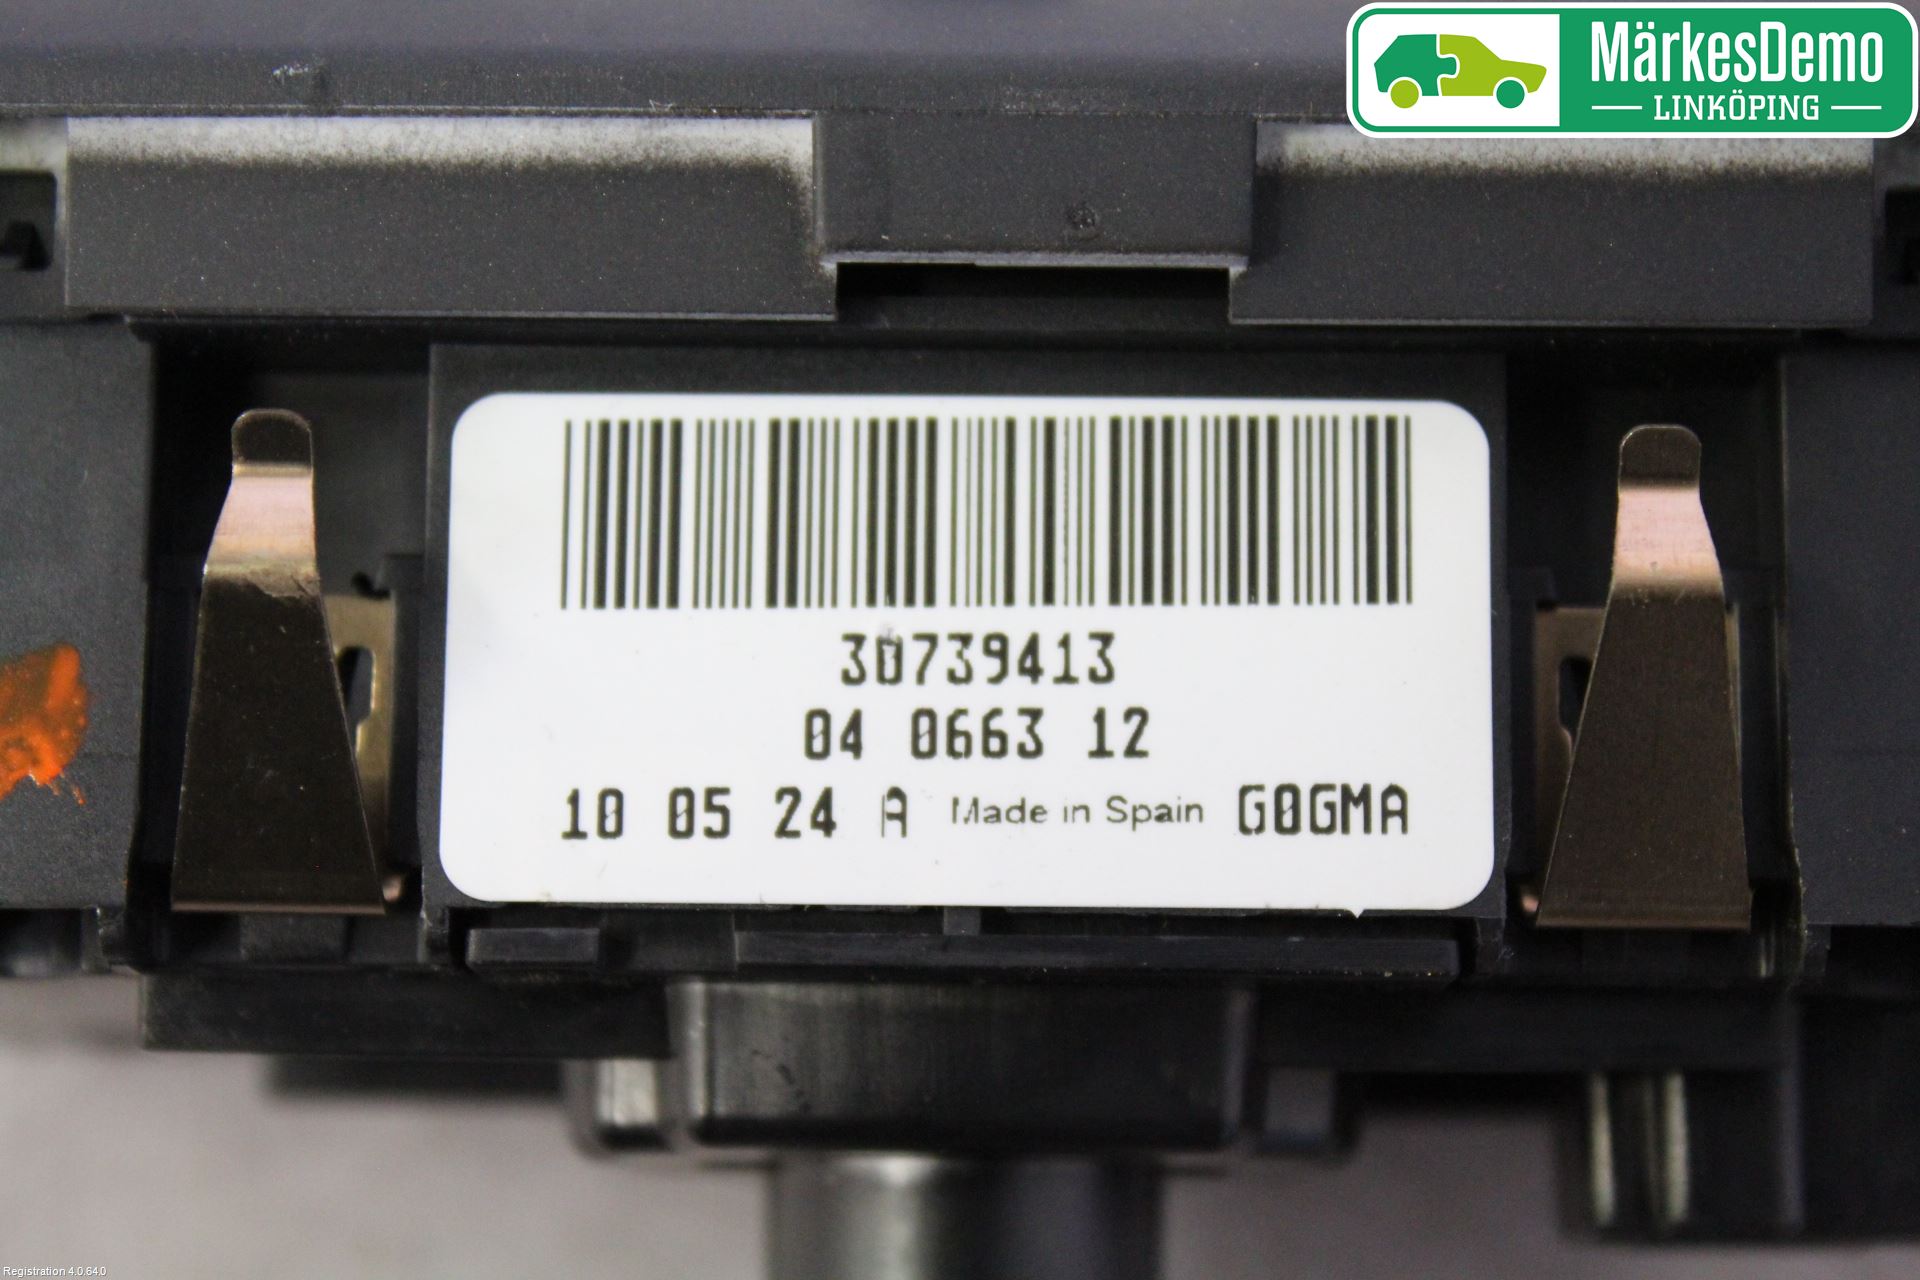 MärkesDemo
LINKÖPING
30739413
04 0663 12
10 05 24 A Made in Spain G0GMA
Registration 4.0.64.0